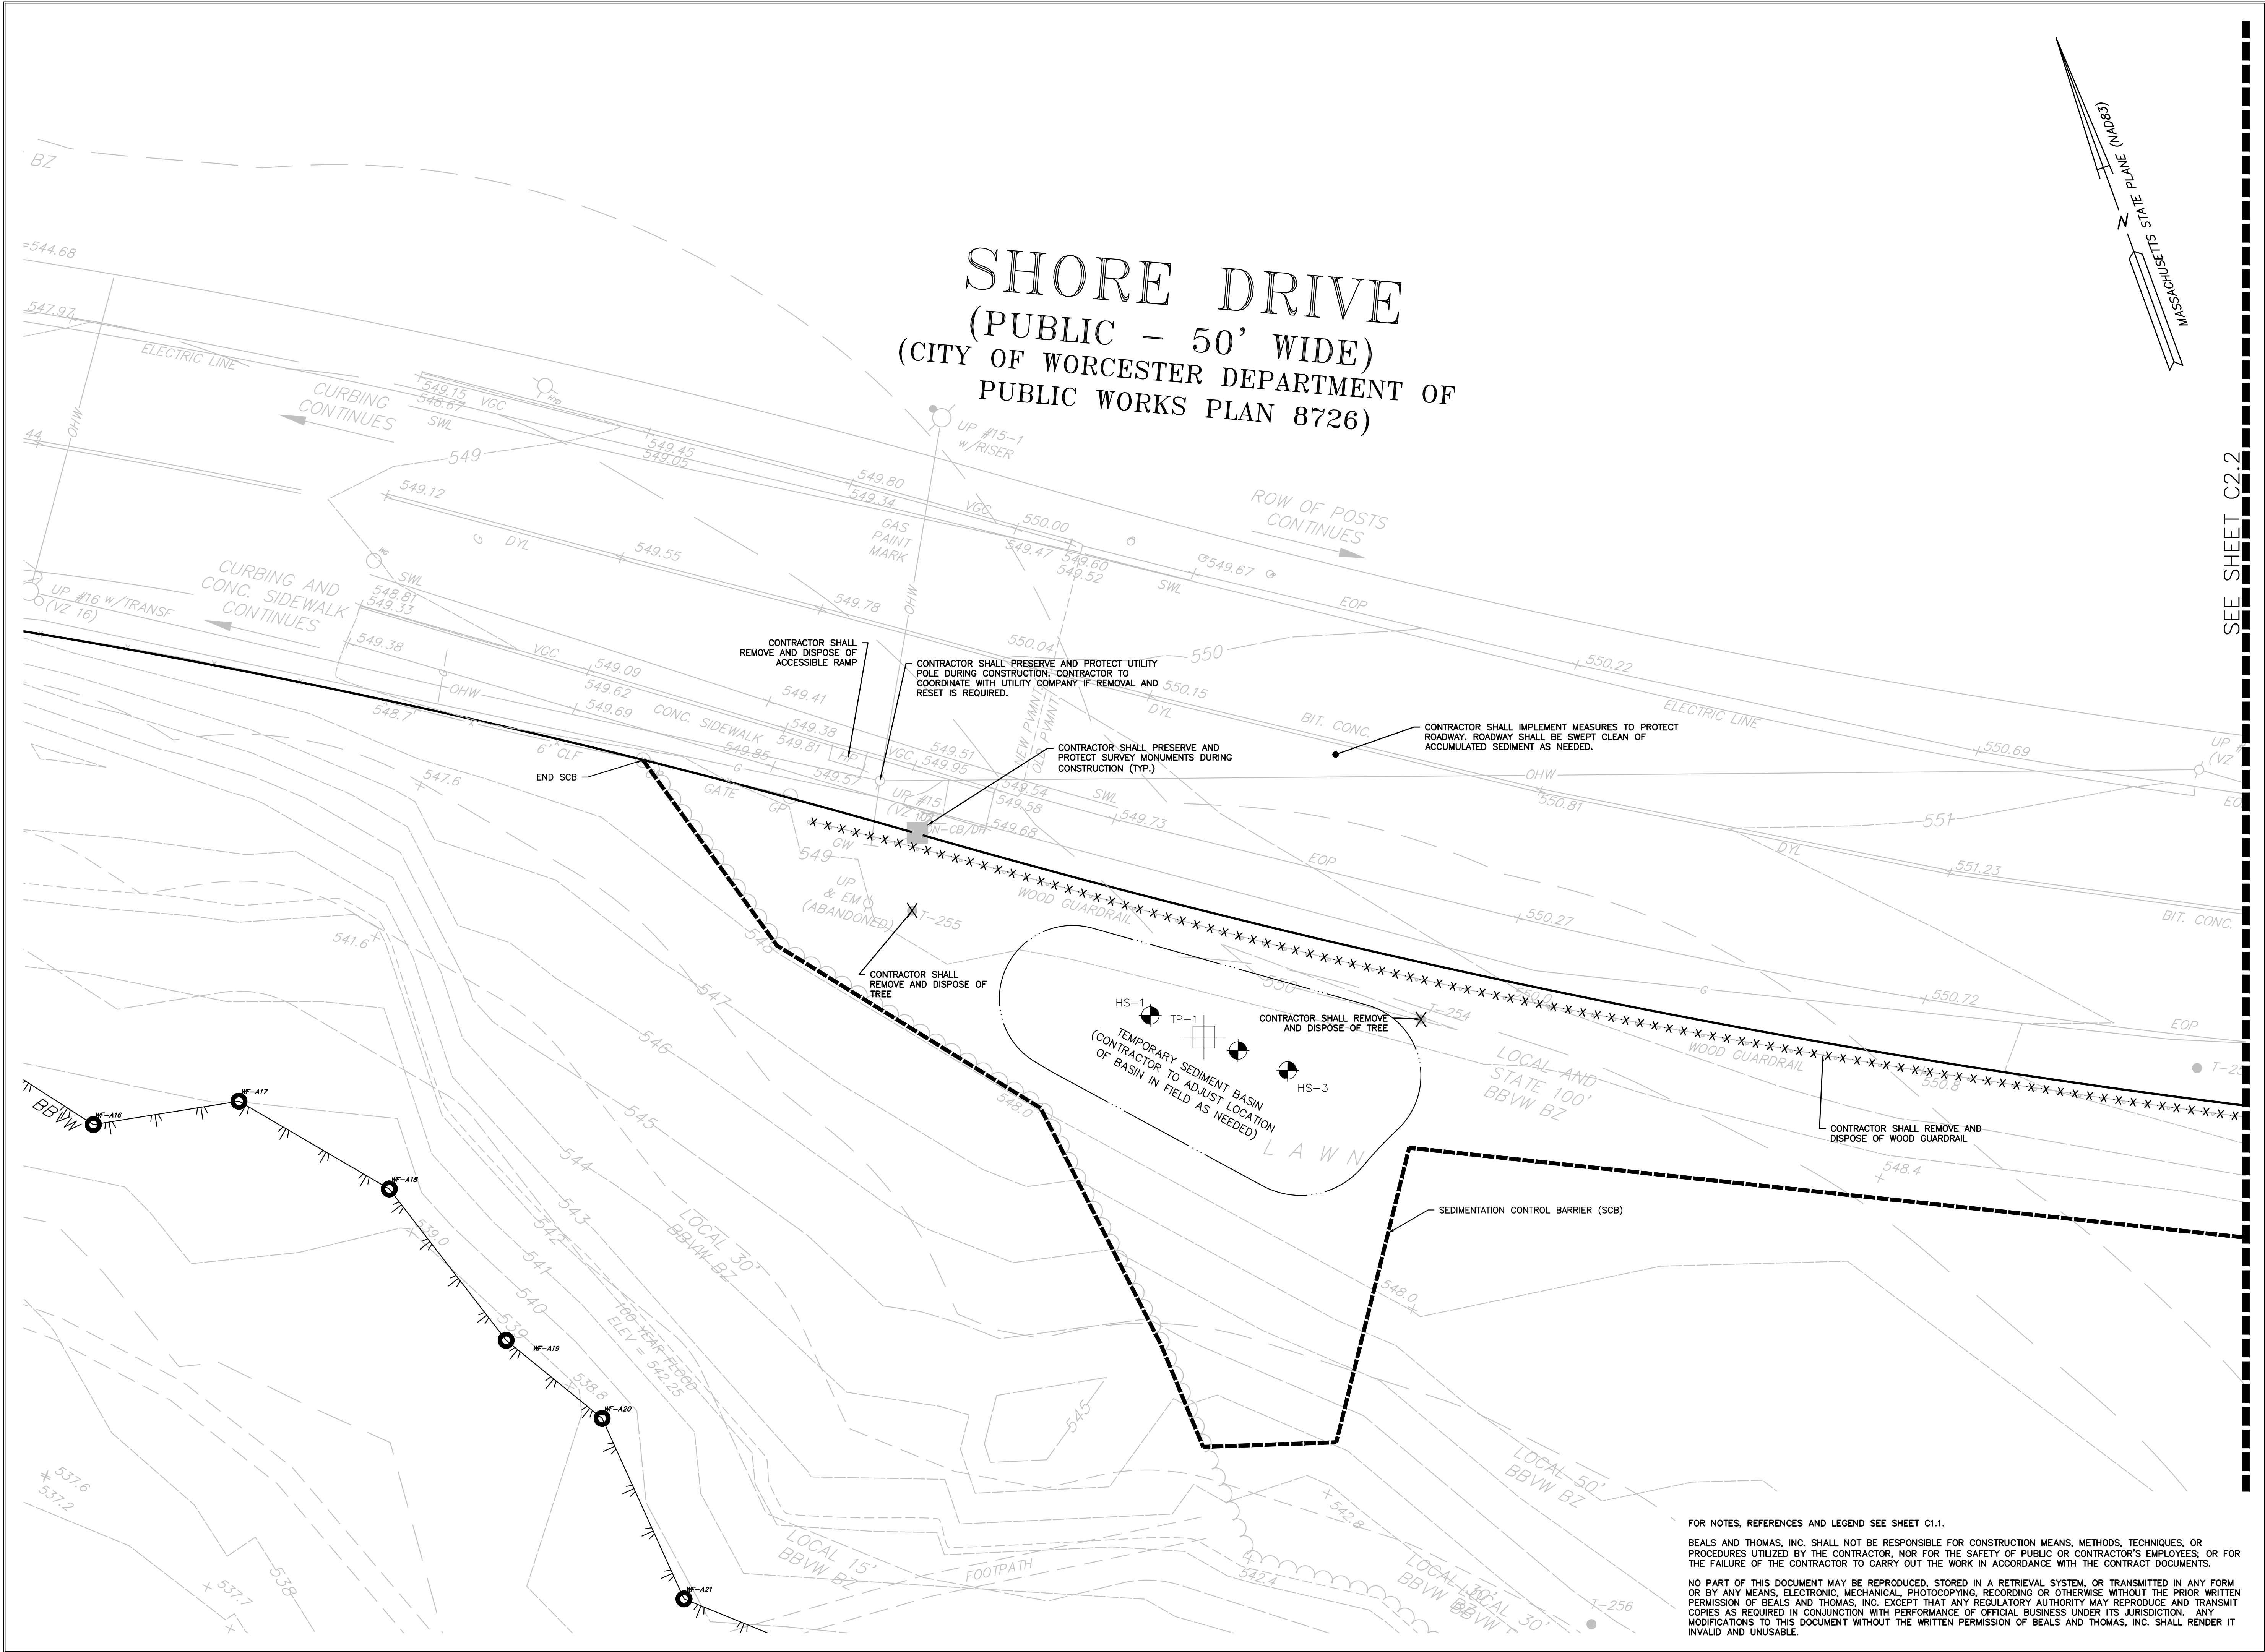 BZ
MASSACHUSETTS STATE PLANE (NAD83)
N
SEE SHEET C2.2
SHORE DRIVE
(PUBLIC - 50' WIDE)
(CITY OF WORCESTER DEPARTMENT OF
PUBLIC WORKS PLAN 8726)
=544.68
547.97
ELECTRIC LINE
OHW
44
CURBING
CONTINUES
549.15
548.67
VGC
SWL
HYD
549
549.45
549.05
549.12
G
DYL
549.55
549.80
549.34
GAS
PAINT
MARK
UP #15-1
w/RISER
VGC
550.00
549.47
549.60
549.52
SWL
549.67
ROW OF POSTS
CONTINUES
EOP
OHW
549.78
550.04
550
550.22
ELECTRIC LINE
550.15
DYL
BIT. CONC.
550.69
UP #16 w/TRANSF
(VZ 16)
CURBING AND
CONC. SIDEWALK
CONTINUES
WG
SWL
548.81
549.33
549.38
VGC
549.09
549.62
549.69
G
OHW
548.7
6' CLF
CONC. SIDEWALK
549.41
549.38
549.81
549.85
G
GATE
GP
549.57
HP
VGC
549.51
549.95
549.54
549.58
549.68
SWL
549.73
NEW PVMNT
OLD PVMNT
UP #15
GW
WOOD GUARDRAIL
EOP
OHW
550.81
551
DYL
551.23
BIT. CONC.
550.27
G
550.72
EOP
CONTRACTOR SHALL
REMOVE AND DISPOSE OF
ACCESSIBLE RAMP
CONTRACTOR SHALL PRESERVE AND PROTECT UTILITY
POLE DURING CONSTRUCTION. CONTRACTOR TO
COORDINATE WITH UTILITY COMPANY IF REMOVAL AND
RESET IS REQUIRED.
CONTRACTOR SHALL PRESERVE AND
PROTECT SURVEY MONUMENTS DURING
CONSTRUCTION (TYP.)
CONTRACTOR SHALL IMPLEMENT MEASURES TO PROTECT
ROADWAY. ROADWAY SHALL BE SWEPT CLEAN OF
ACCUMULATED SEDIMENT AS NEEDED.
END SCB
547.6
549
UP
& EM
(ABANDONED)
T-255
541.6
CONTRACTOR SHALL
REMOVE AND DISPOSE OF
TREE
547
546
545
544
543
542
541
540
539
550
T-254
HS-1
TP-1
HS-3
TEMPORARY SEDIMENT BASIN
(CONTRACTOR TO ADJUST LOCATION
OF BASIN IN FIELD AS NEEDED)
CONTRACTOR SHALL REMOVE
AND DISPOSE OF TREE
LAWN
LOCAL AND
STATE 100'
BBVW BZ
WOOD GUARDRAIL
550.8
CONTRACTOR SHALL REMOVE AND
DISPOSE OF WOOD GUARDRAIL
548.4
548.0
SEDIMENTATION CONTROL BARRIER (SCB)
548.0
BBVW
WF-A16
WF-A17
WF-A18
539.0
WF-A19
538.8
WF-A20
WF-A21
LOCAL 30'
BBVW BZ
100 YEAR FLOOD
ELEV = 542.25
545
537.6
537.2
537.7
538
LOCAL 15'
BBVW BZ
FOOTPATH
542.4
542.8
LOCAL 50'
BBVW BZ
LOCAL 30'
T-256
FOR NOTES, REFERENCES AND LEGEND SEE SHEET C1.1.
BEALS AND THOMAS, INC. SHALL NOT BE RESPONSIBLE FOR CONSTRUCTION MEANS, METHODS, TECHNIQUES, OR
PROCEDURES UTILIZED BY THE CONTRACTOR, NOR FOR THE SAFETY OF PUBLIC OR CONTRACTOR'S EMPLOYEES; OR FOR
THE FAILURE OF THE CONTRACTOR TO CARRY OUT THE WORK IN ACCORDANCE WITH THE CONTRACT DOCUMENTS.
NO PART OF THIS DOCUMENT MAY BE REPRODUCED, STORED IN A RETRIEVAL SYSTEM, OR TRANSMITTED IN ANY FORM
OR BY ANY MEANS, ELECTRONIC, MECHANICAL, PHOTOCOPYING, RECORDING OR OTHERWISE WITHOUT THE PRIOR WRITTEN
PERMISSION OF BEALS AND THOMAS, INC. EXCEPT THAT ANY REGULATORY AUTHORITY MAY REPRODUCE AND TRANSMIT
COPIES AS REQUIRED IN CONJUNCTION WITH PERFORMANCE OF OFFICIAL BUSINESS UNDER ITS JURISDICTION. ANY
MODIFICATIONS TO THIS DOCUMENT WITHOUT THE WRITTEN PERMISSION OF BEALS AND THOMAS, INC. SHALL RENDER IT
INVALID AND UNUSABLE.